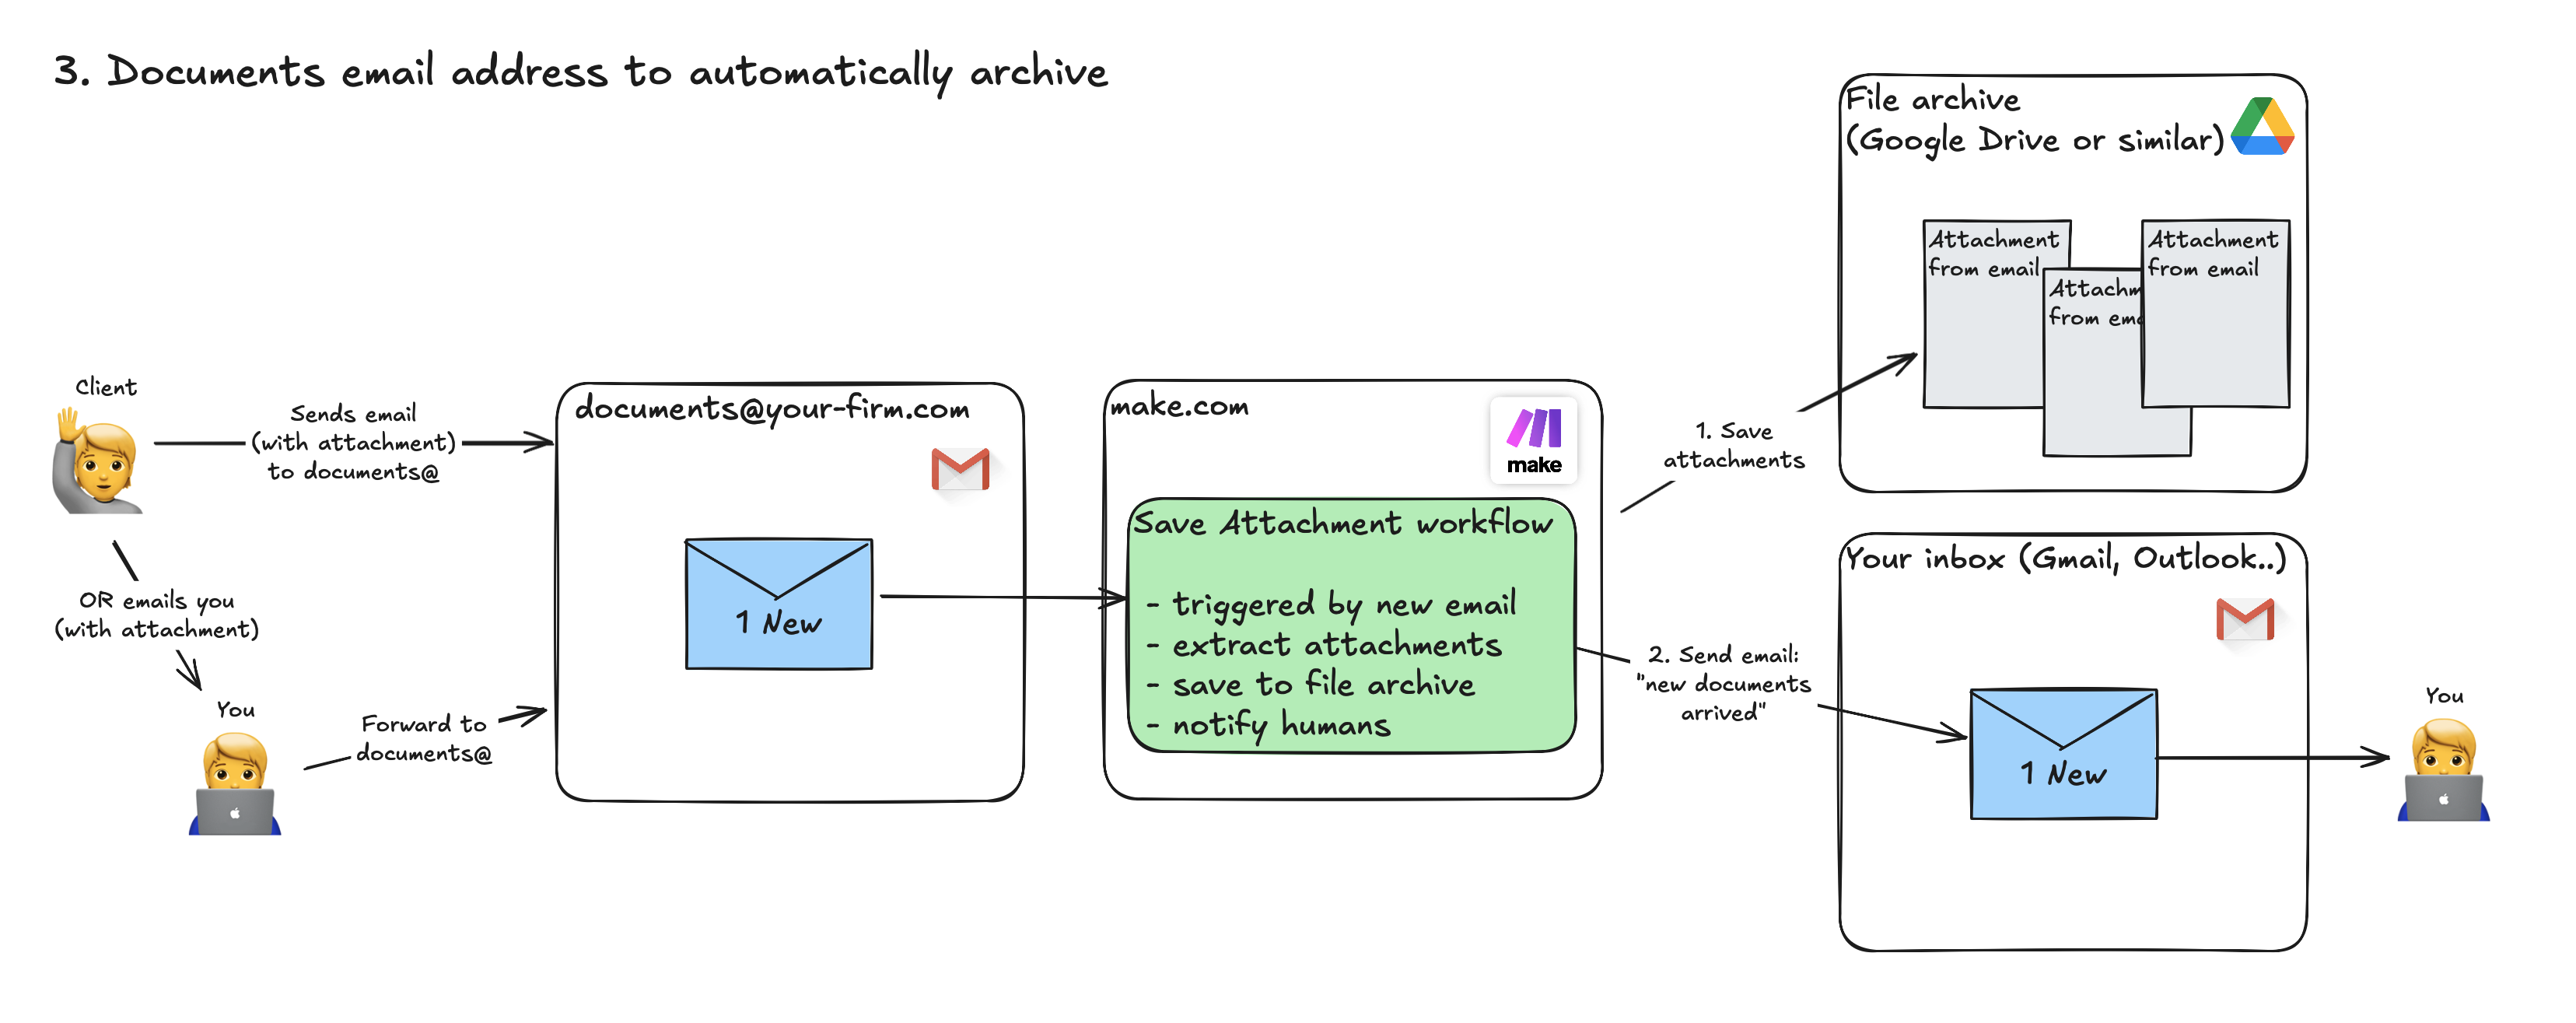 3. Documents email address to automatically archive
File archive
(Google Drive or similar)
Attachment
from email
Attachm
from ema
Attachment
from email
Client
Sends email
(with attachment)
to documents@
OR emails you
(with attachment)
You
Forward to
documents@
documents@your-firm.com
1 New
make.com
make
Save Attachment workflow
- triggered by new email
- extract attachments
- save to file archive
- notify humans
1. Save
attachments
2. Send email:
"new documents
arrived"
Your inbox (Gmail, Outlook..)
1 New
You